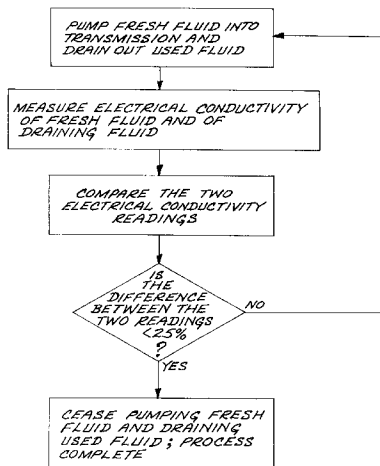 PUMP FRESH FLUID INTO
TRANSMISSION AND
DRAIN OUT USED FLUID
MEASURE ELECTRICAL CONDUCTIVITY
OF FRESH FLUID AND OF
DRAINING FLUID
COMPARE THE TWO
ELECTRICAL CONDUCTIVITY
READINGS
IS
THE
DIFFERENCE
BETWEEN THE
TWO READINGS
<25%
?
NO
YES
CEASE PUMPING FRESH
FLUID AND DRAINING
USED FLUID; PROCESS
COMPLETE